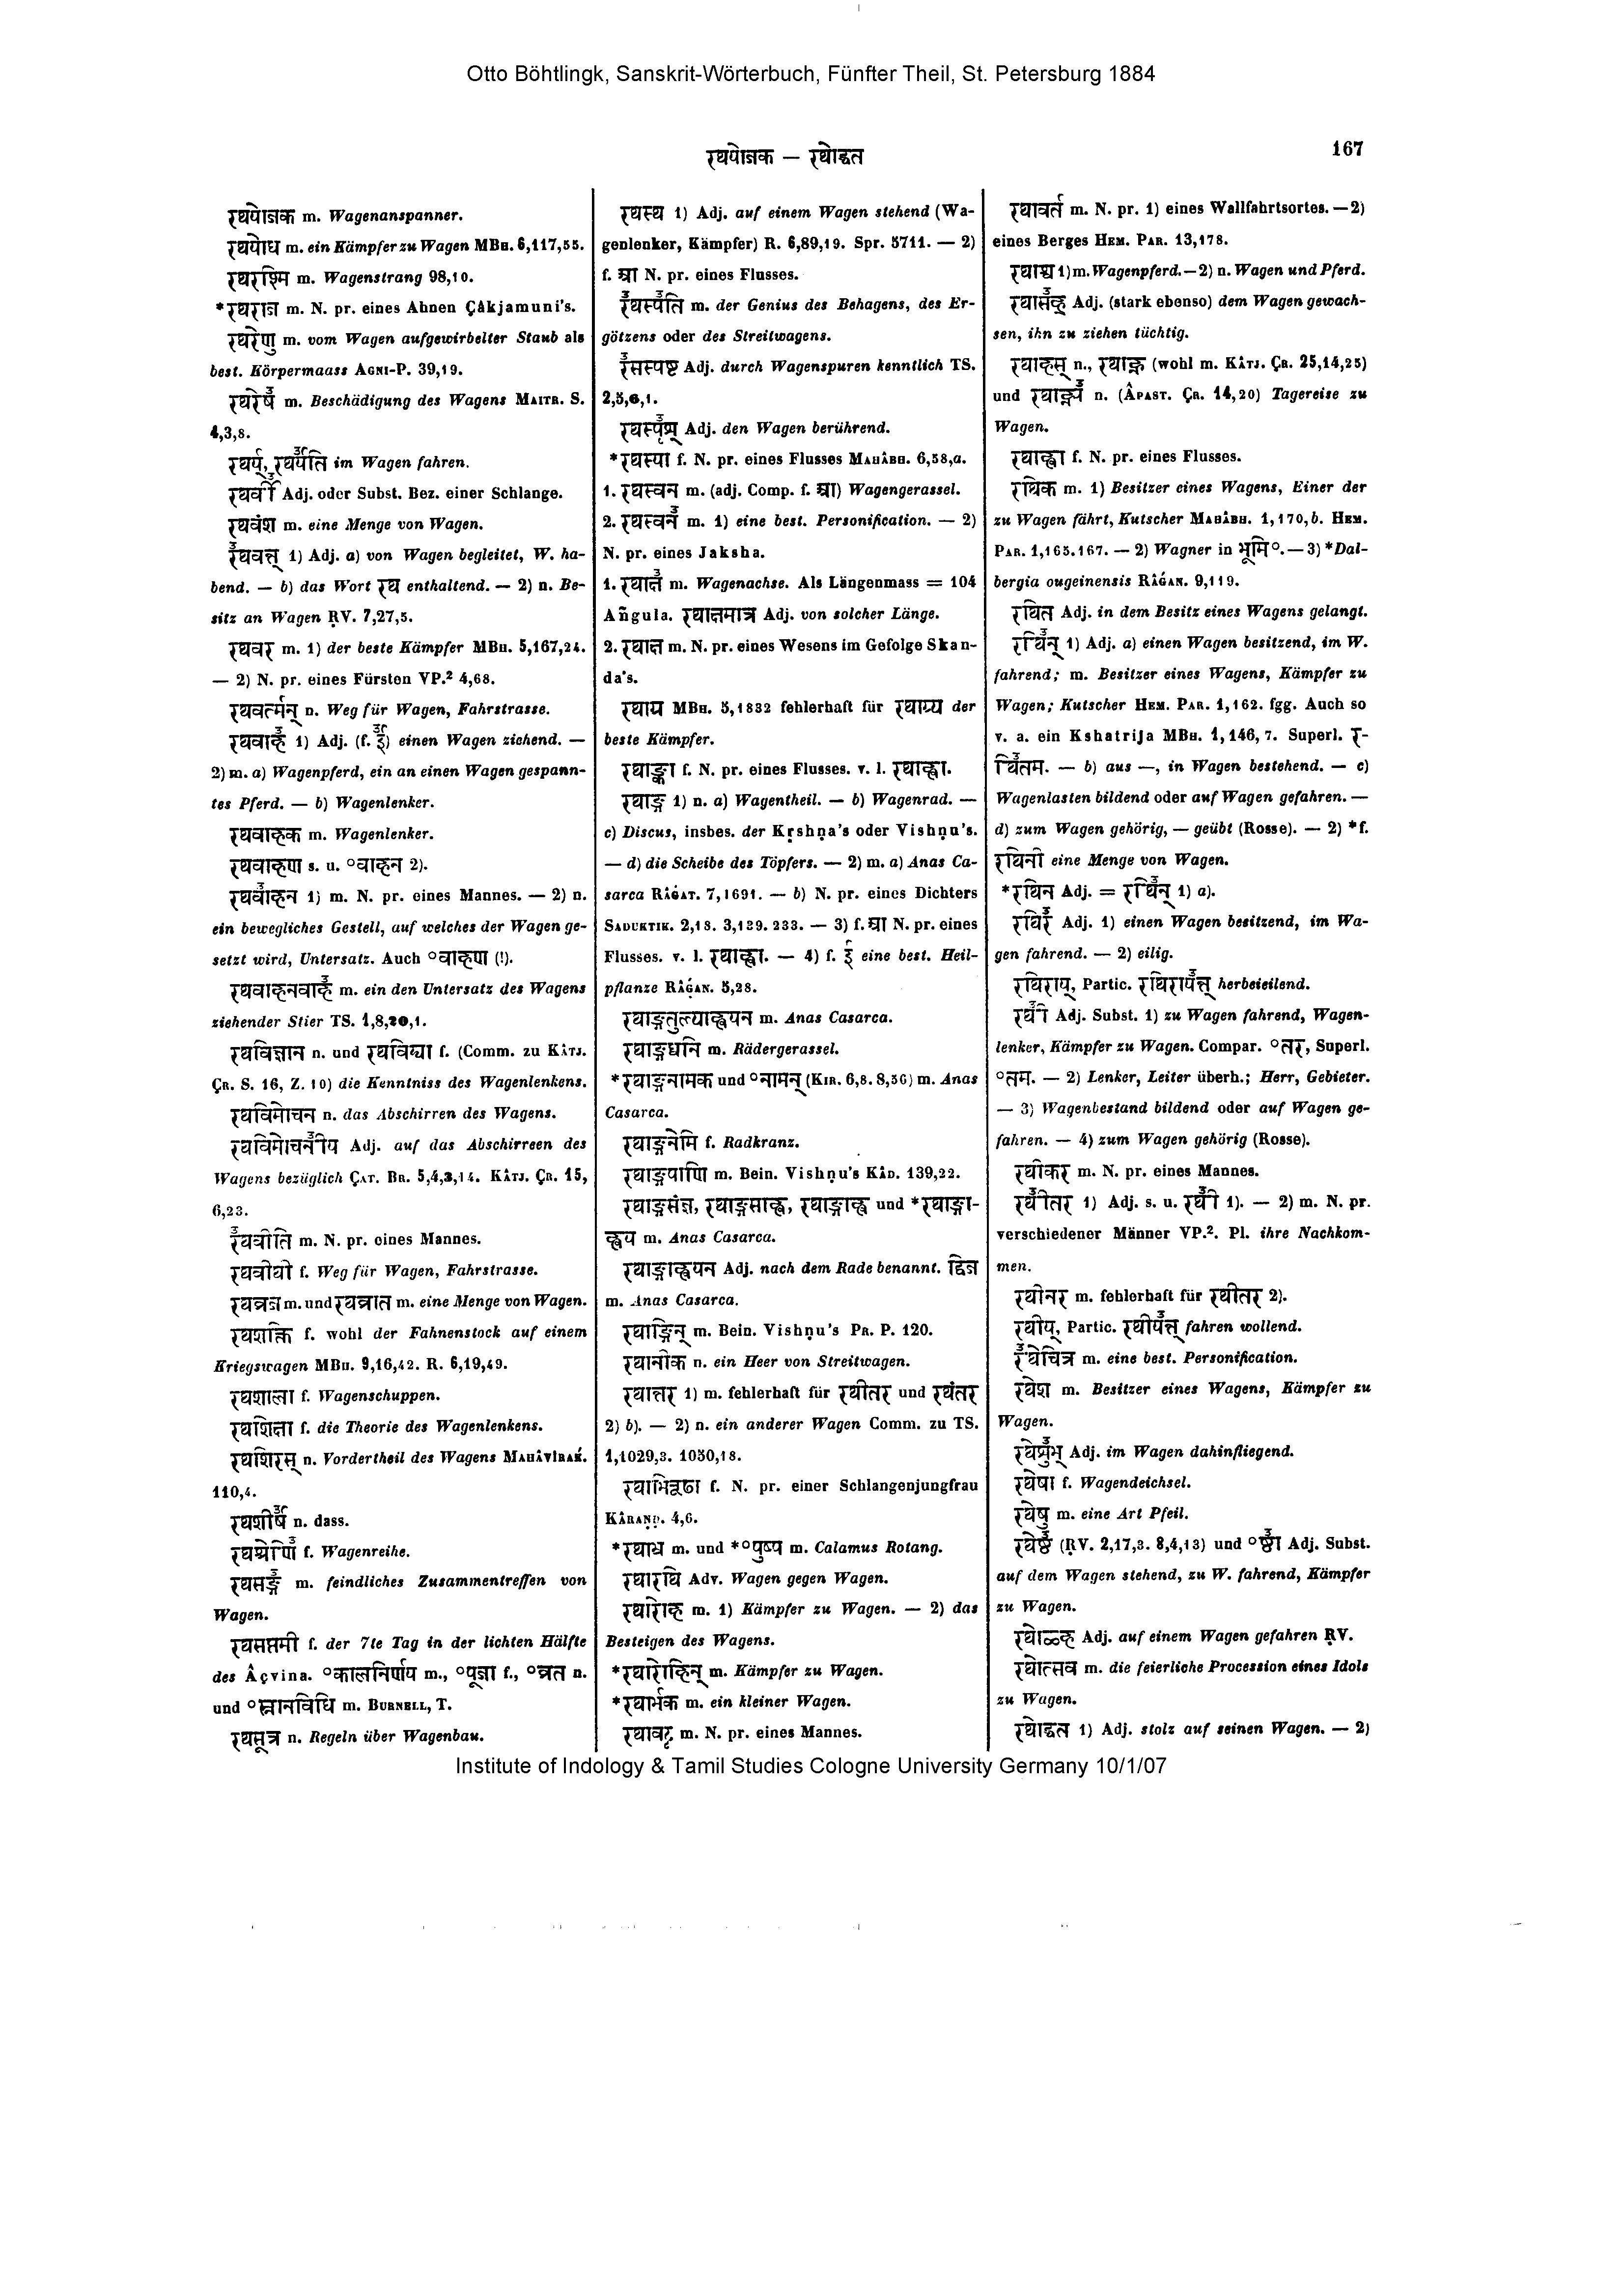 Otto Böhtlingk, Sanskrit-Wörterbuch, Fünfter Theil, St. Petersburg 1884
रथयोजक — रथोद्धत
167
रथयोजक m. Wagenanspanner.
रथयोध m. ein Kämpfer zu Wagen MBH. 6,117,55.
रथरश्मि m. Wagenstrang 98,10.
*रथराज m. N. pr. eines Ahnen Çâkjamuni's.
रथरेणु m. vom Wagen aufgewirbelter Staub als
best. Körpermaass AGNI-P. 39,19.
रथरेष m. Beschädigung des Wagens MAITR. S.
4,3,8.
रथर्य्, रथर्यति im Wagen fahren.
रथर्वी Adj. oder Subst. Bez. einer Schlange.
रथवंश m. eine Menge von Wagen.
रथवत्त् 1) Adj. a) von Wagen begleitet, W. ha-
bend. — b) das Wort रथ enthaltend. — 2) n. Be-
sitz an Wagen ṚV. 7,27,5.
रथवर m. 1) der beste Kämpfer MBH. 5,167,24.
— 2) N. pr. eines Fürsten VP.² 4,68.
रथवर्त्मन् n. Weg für Wagen, Fahrstrasse.
रथवाह 1) Adj. (f. ई) einen Wagen ziehend. —
2) m. a) Wagenpferd, ein an einen Wagen gespann-
tes Pferd. — b) Wagenlenker.
रथवाहक m. Wagenlenker.
रथवाहण s. u. °वाहन 2).
रथवाहन 1) m. N. pr. eines Mannes. — 2) n.
ein bewegliches Gestell, auf welches der Wagen ge-
setzt wird, Untersatz. Auch °वाहण (!).
रथवाहनवाह m. ein den Untersatz des Wagens
ziehender Stier TS. 1,8,20,1.
रथविज्ञान n. und रथविद्या f. (Comm. zu KÂTJ.
ÇR. S. 16, Z. 10) die Kenntniss des Wagenlenkens.
रथविमोचन n. das Abschirren des Wagens.
रथविमोचनीय Adj. auf das Abschirren des
Wagens bezüglich ÇAT. BR. 5,4,3,14. KÂTJ. ÇR. 15,
6,23.
रथवीति m. N. pr. eines Mannes.
रथवीथी f. Weg für Wagen, Fahrstrasse.
रथव्रज m. und रथव्रात m. eine Menge von Wagen.
रथशक्ति f. wohl der Fahnenstock auf einem
Kriegswagen MBH. 9,16,42. R. 6,19,49.
रथशाला f. Wagenschuppen.
रथशिक्षा f. die Theorie des Wagenlenkens.
रथशिरस् n. Vordertheil des Wagens MAHÂVÎRAḰ.
110,4.
रथशीर्ष n. dass.
रथश्रेणि f. Wagenreihe.
रथसङ्ग m. feindliches Zusammentreffen von
Wagen.
रथसप्तमी f. der 7te Tag in der lichten Hälfte
des Âçvina. °कालनिर्णय m., °पूजा f., °व्रत n.
und °स्नानविधि m. BURNELL, T.
रथसूत्र n. Regeln über Wagenbau.
रथस्थ 1) Adj. auf einem Wagen stehend (Wa-
genlenker, Kämpfer) R. 6,89,19. Spr. 5711. — 2)
f. आ N. pr. eines Flusses.
रथस्पति m. der Genius des Behagens, des Er-
götzens oder des Streitwagens.
रथस्पष्ट Adj. durch Wagenspuren kenntlich TS.
2,5,6,1.
रथस्पृश् Adj. den Wagen berührend.
*रथस्या f. N. pr. eines Flusses MAHÂBH. 6,58,a.
1. रथस्वन m. (adj. Comp. f. आ) Wagengerassel.
2. रथस्वन m. 1) eine best. Personification. — 2)
N. pr. eines Jaksha.
1. रथाक्ष m. Wagenachse. Als Längenmass = 104
Añgula. रथाक्षमात्र Adj. von solcher Länge.
2. रथाक्ष m. N. pr. eines Wesens im Gefolge Skan-
da's.
रथाय MBH. 5,1832 fehlerhaft für रथाग्र्य der
beste Kämpfer.
रथाङ्का f. N. pr. eines Flusses. v. l. रथाह्वा.
रथाङ्ग 1) n. a) Wagentheil. — b) Wagenrad. —
c) Discus, insbes. der Kṛshṇa's oder Vishṇu's.
— d) die Scheibe des Töpfers. — 2) m. a) Anas Ca-
sarca RÂǴAT. 7,1691. — b) N. pr. eines Dichters
SADUKTIK. 2,18. 3,129. 233. — 3) f. आ N. pr. eines
Flusses. v. l. रथाह्वा. — 4) f. ई eine best. Heil-
pflanze RÂǴAN. 5,28.
रथाङ्गतुल्याह्वयन m. Anas Casarca.
रथाङ्गध्वनि m. Rädergerassel.
*रथाङ्गनामक und °नामन् (KIR. 6,8. 8,56) m. Anas
Casarca.
रथाङ्गनेमि f. Radkranz.
रथाङ्गपाणि m. Bein. Vishṇu's KÂD. 139,22.
रथाङ्गसंज्ञ, रथाङ्गसाह्व, रथाङ्गाह्व und *रथाङ्गा-
ह्वय m. Anas Casarca.
रथाङ्गाह्वयन Adj. nach dem Rade benannt. द्विज
m. Anas Casarca.
रथाङ्गिन् m. Bein. Vishṇu's PR. P. 120.
रथानीक n. ein Heer von Streitwagen.
रथान्तर 1) m. fehlerhaft für रथीतर und रथंतर
2) b). — 2) n. ein anderer Wagen Comm. zu TS.
1,1029,3. 1030,18.
रथाभिरूढा f. N. pr. einer Schlangenjungfrau
KÂRAṆḌ. 4,6.
*रथाभ्र m. und *°पुष्प m. Calamus Rotang.
रथारथि Adv. Wagen gegen Wagen.
रथारोह m. 1) Kämpfer zu Wagen. — 2) das
Besteigen des Wagens.
*रथारोहिन् m. Kämpfer zu Wagen.
*रथार्भक m. ein kleiner Wagen.
रथावट्ट m. N. pr. eines Mannes.
रथावर्त m. N. pr. 1) eines Wallfahrtsortes. — 2)
eines Berges HEM. PAR. 13,178.
रथाश्व 1) m. Wagenpferd. — 2) n. Wagen und Pferd.
रथासह् Adj. (stark ebenso) dem Wagen gewach-
sen, ihn zu ziehen tüchtig.
रथाहस् n., रथाह्न (wohl m. KÂTJ. ÇR. 25,14,25)
und रथाह्न्य n. (ÂPAST. ÇR. 14,20) Tagereise zu
Wagen.
रथाह्वा f. N. pr. eines Flusses.
रथिक m. 1) Besitzer eines Wagens, Einer der
zu Wagen fährt, Kutscher MAHÂBH. 1,170,b. HEM.
PAR. 1,165.167. — 2) Wagner in भूमि°. — 3) *Dal-
bergia ougeinensis RÂǴAN. 9,119.
रथित Adj. in dem Besitz eines Wagens gelangt.
रथिन् 1) Adj. a) einen Wagen besitzend, im W.
fahrend; m. Besitzer eines Wagens, Kämpfer zu
Wagen; Kutscher HEM. PAR. 1,162. fgg. Auch so
v. a. ein Kshatrija MBH. 1,146,7. Superl. र-
थिंतम. — b) aus —, in Wagen bestehend. — c)
Wagenlasten bildend oder auf Wagen gefahren. —
d) zum Wagen gehörig, — geübt (Rosse). — 2) *f.
रथिनी eine Menge von Wagen.
*रथिन Adj. = रथिन् 1) a).
रथिर Adj. 1) einen Wagen besitzend, im Wa-
gen fahrend. — 2) eilig.
रथिराय्, Partic. रथिरायत्त् herbeieilend.
रथी Adj. Subst. 1) zu Wagen fahrend, Wagen-
lenker, Kämpfer zu Wagen. Compar. °तर, Superl.
°तम. — 2) Lenker, Leiter überh.; Herr, Gebieter.
— 3) Wagenbestand bildend oder auf Wagen ge-
fahren. — 4) zum Wagen gehörig (Rosse).
रथीकर m. N. pr. eines Mannes.
रथीतर 1) Adj. s. u. रथी 1). — 2) m. N. pr.
verschiedener Männer VP.². Pl. ihre Nachkom-
men.
रथीनर m. fehlerhaft für रथीतर 2).
रथीय्, Partic. रथीयत्त् fahren wollend.
रथेचित्र m. eine best. Personification.
रथेश m. Besitzer eines Wagens, Kämpfer zu
Wagen.
रथेशुभ् Adj. im Wagen dahinfliegend.
रथेषा f. Wagendeichsel.
रथेषु m. eine Art Pfeil.
रथेष्ठ (ṚV. 2,17,3. 8,4,13) und °ष्ठा Adj. Subst.
auf dem Wagen stehend, zu W. fahrend, Kämpfer
zu Wagen.
रथोळ्ह Adj. auf einem Wagen gefahren ṚV.
रथोत्सव m. die feierliche Procession eines Idols
zu Wagen.
रथोद्धत 1) Adj. stolz auf seinen Wagen. — 2)
Institute of Indology & Tamil Studies Cologne University Germany 10/1/07